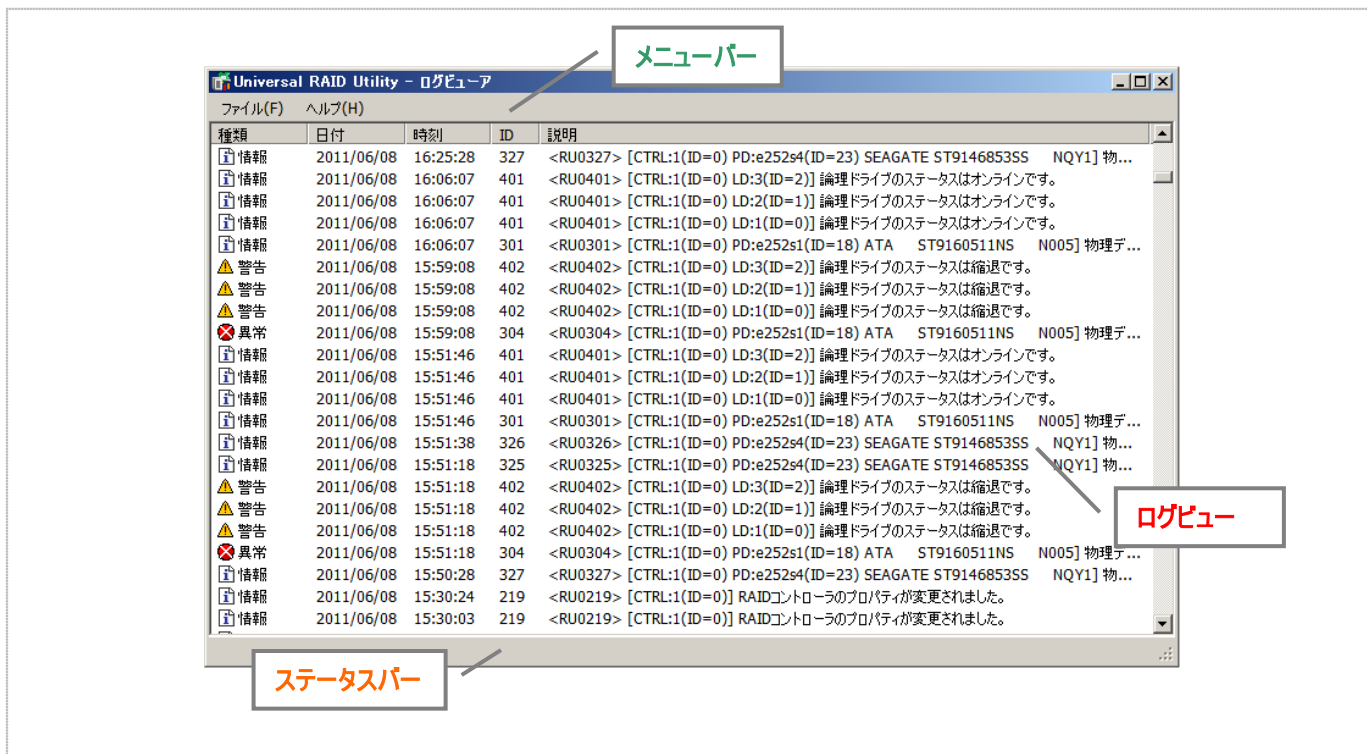 メニューバー
Universal RAID Utility - ログビューア
ファイル(F) ヘルプ(H)
種類 日付 時刻 ID 説明
情報 2011/06/08 16:25:28 327 <RU0327> [CTRL:1(ID=0) PD:e252s4(ID=23) SEAGATE ST9146853SS NQY1] 物...
情報 2011/06/08 16:06:07 401 <RU0401> [CTRL:1(ID=0) LD:3(ID=2)] 論理ドライブのステータスはオンラインです。
情報 2011/06/08 16:06:07 401 <RU0401> [CTRL:1(ID=0) LD:2(ID=1)] 論理ドライブのステータスはオンラインです。
情報 2011/06/08 16:06:07 401 <RU0401> [CTRL:1(ID=0) LD:1(ID=0)] 論理ドライブのステータスはオンラインです。
情報 2011/06/08 16:06:07 301 <RU0301> [CTRL:1(ID=0) PD:e252s1(ID=18) ATA ST9160511NS N005] 物理デ...
警告 2011/06/08 15:59:08 402 <RU0402> [CTRL:1(ID=0) LD:3(ID=2)] 論理ドライブのステータスは縮退です。
警告 2011/06/08 15:59:08 402 <RU0402> [CTRL:1(ID=0) LD:2(ID=1)] 論理ドライブのステータスは縮退です。
警告 2011/06/08 15:59:08 402 <RU0402> [CTRL:1(ID=0) LD:1(ID=0)] 論理ドライブのステータスは縮退です。
異常 2011/06/08 15:59:08 304 <RU0304> [CTRL:1(ID=0) PD:e252s1(ID=18) ATA ST9160511NS N005] 物理デ...
情報 2011/06/08 15:51:46 401 <RU0401> [CTRL:1(ID=0) LD:3(ID=2)] 論理ドライブのステータスはオンラインです。
情報 2011/06/08 15:51:46 401 <RU0401> [CTRL:1(ID=0) LD:2(ID=1)] 論理ドライブのステータスはオンラインです。
情報 2011/06/08 15:51:46 401 <RU0401> [CTRL:1(ID=0) LD:1(ID=0)] 論理ドライブのステータスはオンラインです。
情報 2011/06/08 15:51:46 301 <RU0301> [CTRL:1(ID=0) PD:e252s1(ID=18) ATA ST9160511NS N005] 物理デ...
情報 2011/06/08 15:51:38 326 <RU0326> [CTRL:1(ID=0) PD:e252s4(ID=23) SEAGATE ST9146853SS NQY1] 物...
情報 2011/06/08 15:51:18 325 <RU0325> [CTRL:1(ID=0) PD:e252s4(ID=23) SEAGATE ST9146853SS NQY1] 物...
警告 2011/06/08 15:51:18 402 <RU0402> [CTRL:1(ID=0) LD:3(ID=2)] 論理ドライブのステータスは縮退です。
警告 2011/06/08 15:51:18 402 <RU0402> [CTRL:1(ID=0) LD:2(ID=1)] 論理ドライブのステータスは縮退です。
警告 2011/06/08 15:51:18 402 <RU0402> [CTRL:1(ID=0) LD:1(ID=0)] 論理ドライブのステータスは縮退です。
ログビュー
異常 2011/06/08 15:51:18 304 <RU0304> [CTRL:1(ID=0) PD:e252s1(ID=18) ATA ST9160511NS N005] 物理デ...
情報 2011/06/08 15:50:28 327 <RU0327> [CTRL:1(ID=0) PD:e252s4(ID=23) SEAGATE ST9146853SS NQY1] 物...
情報 2011/06/08 15:30:24 219 <RU0219> [CTRL:1(ID=0)] RAIDコントローラのプロパティが変更されました。
情報 2011/06/08 15:30:03 219 <RU0219> [CTRL:1(ID=0)] RAIDコントローラのプロパティが変更されました。
ステータスバー